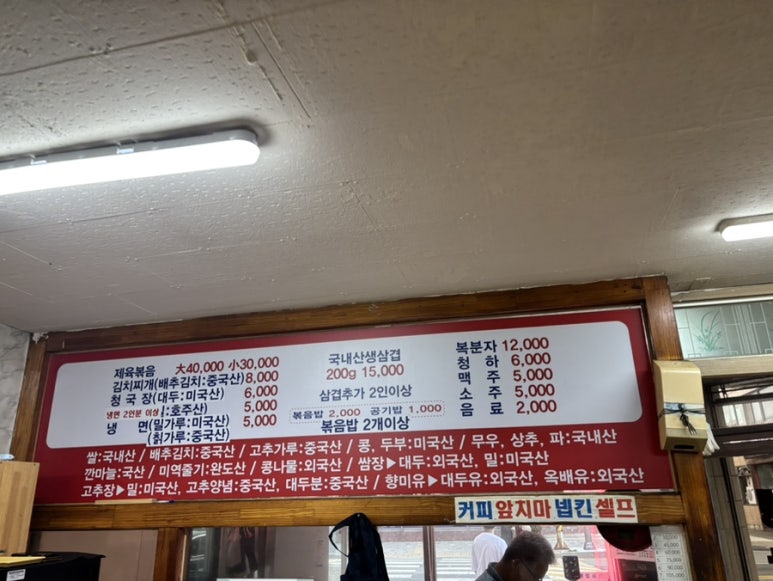 제육볶음 大40,000 小30,000
김치찌개(배추김치:중국산) 8,000
청 국 장 (대두:미국산) 6,000
냉면 2인분 이상 :호주산) 5,000
냉 면(밀가루:미국산) 5,000
(칡가루:중국산)
국내산생삼겹
200g 15,000
삼겹추가 2인이상
볶음밥 2,000 공기밥 1,000
볶음밥 2개이상
복분자 12,000
청 하 6,000
맥 주 5,000
소 주 5,000
음 료 2,000
쌀:국내산 / 배추김치:중국산 / 고추가루:중국산 / 콩, 두부:미국산 / 무우, 상추, 파:국내산
깐마늘:국산 / 미역줄기:완도산 / 콩나물:외국산 / 쌈장▶대두:외국산, 밀:미국산
고추장▶밀:미국산, 고추양념:중국산, 대두분:중국산 / 향미유▶대두유:외국산, 옥배유:외국산
커피 앞치마 넵킨 셀프